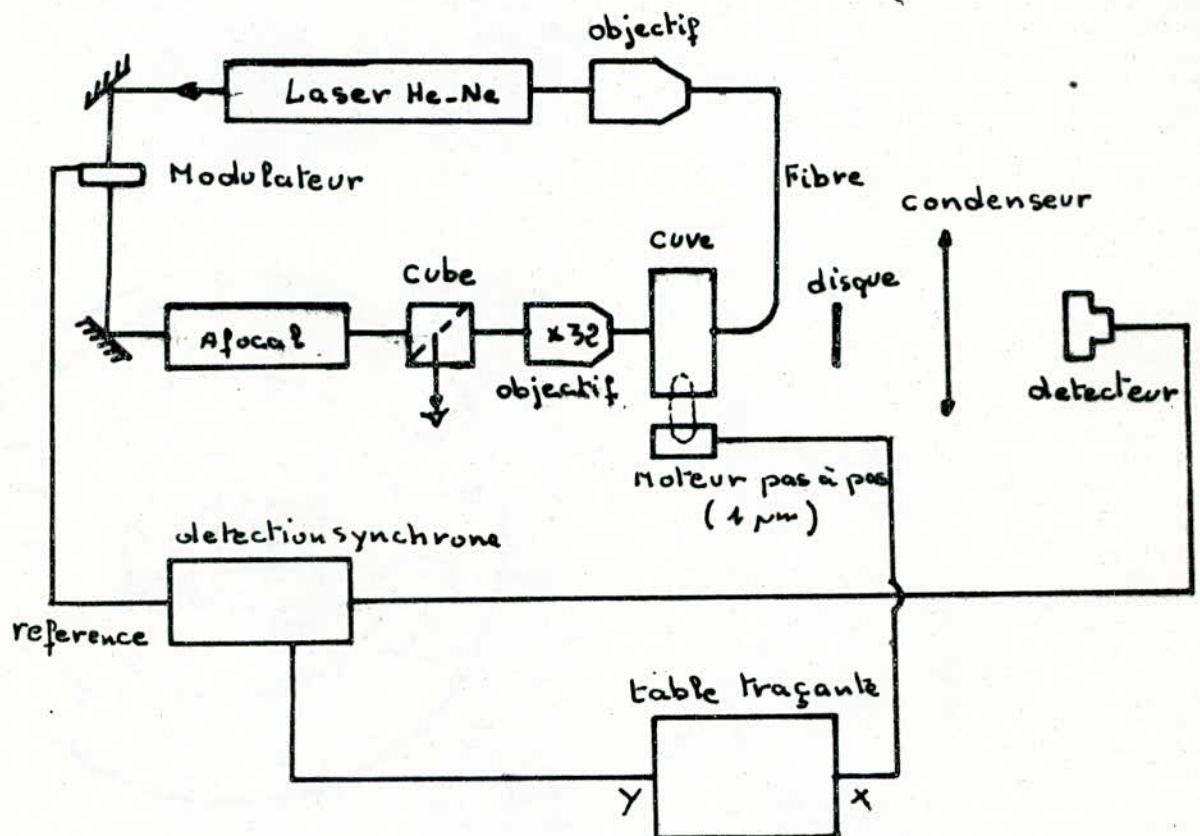 objectif
Laser He-Ne
Modulateur
Fibre
condenseur
cuve
cube
disque
Afocal
x32
objectif
detecteur
Moteur pas à pas
(1 µm)
detection synchrone
reference
table traçante
Y
X